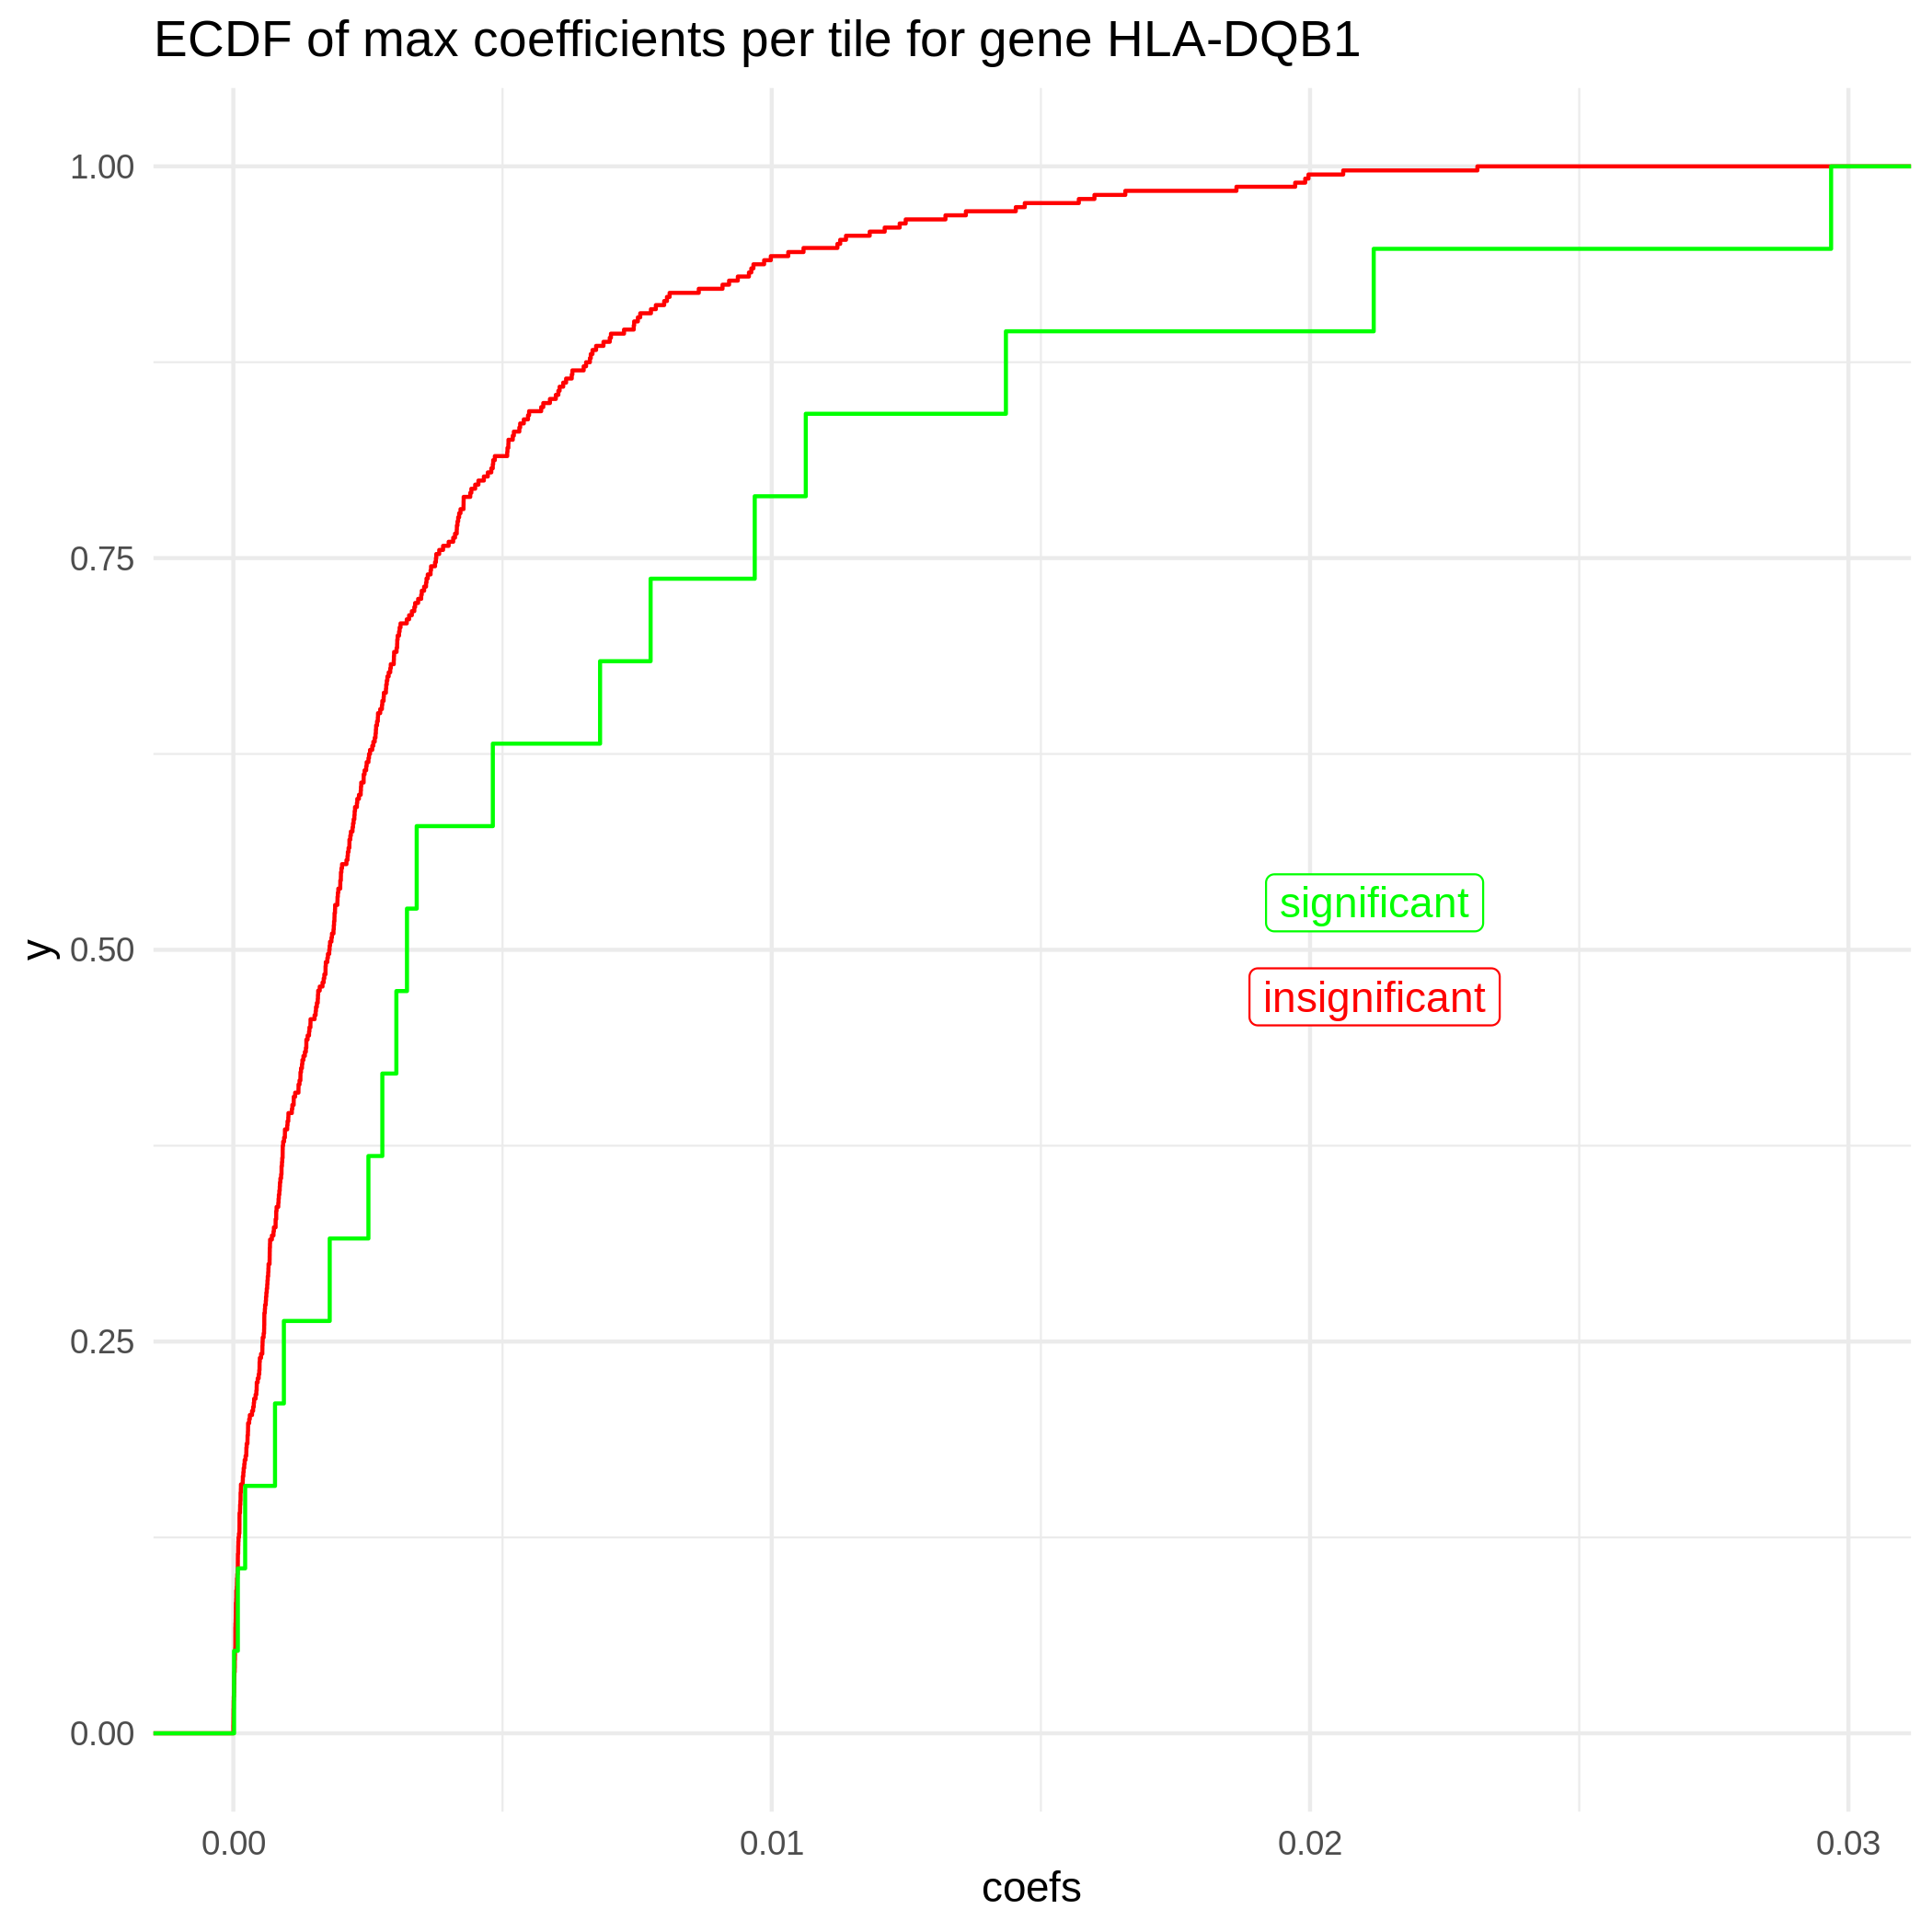 ECDF of max coefficients per tile for gene HLA-DQB1
1.00
0.75
0.50
0.25
0.00
y
significant
insignificant
0.00 0.01 0.02 0.03
coefs